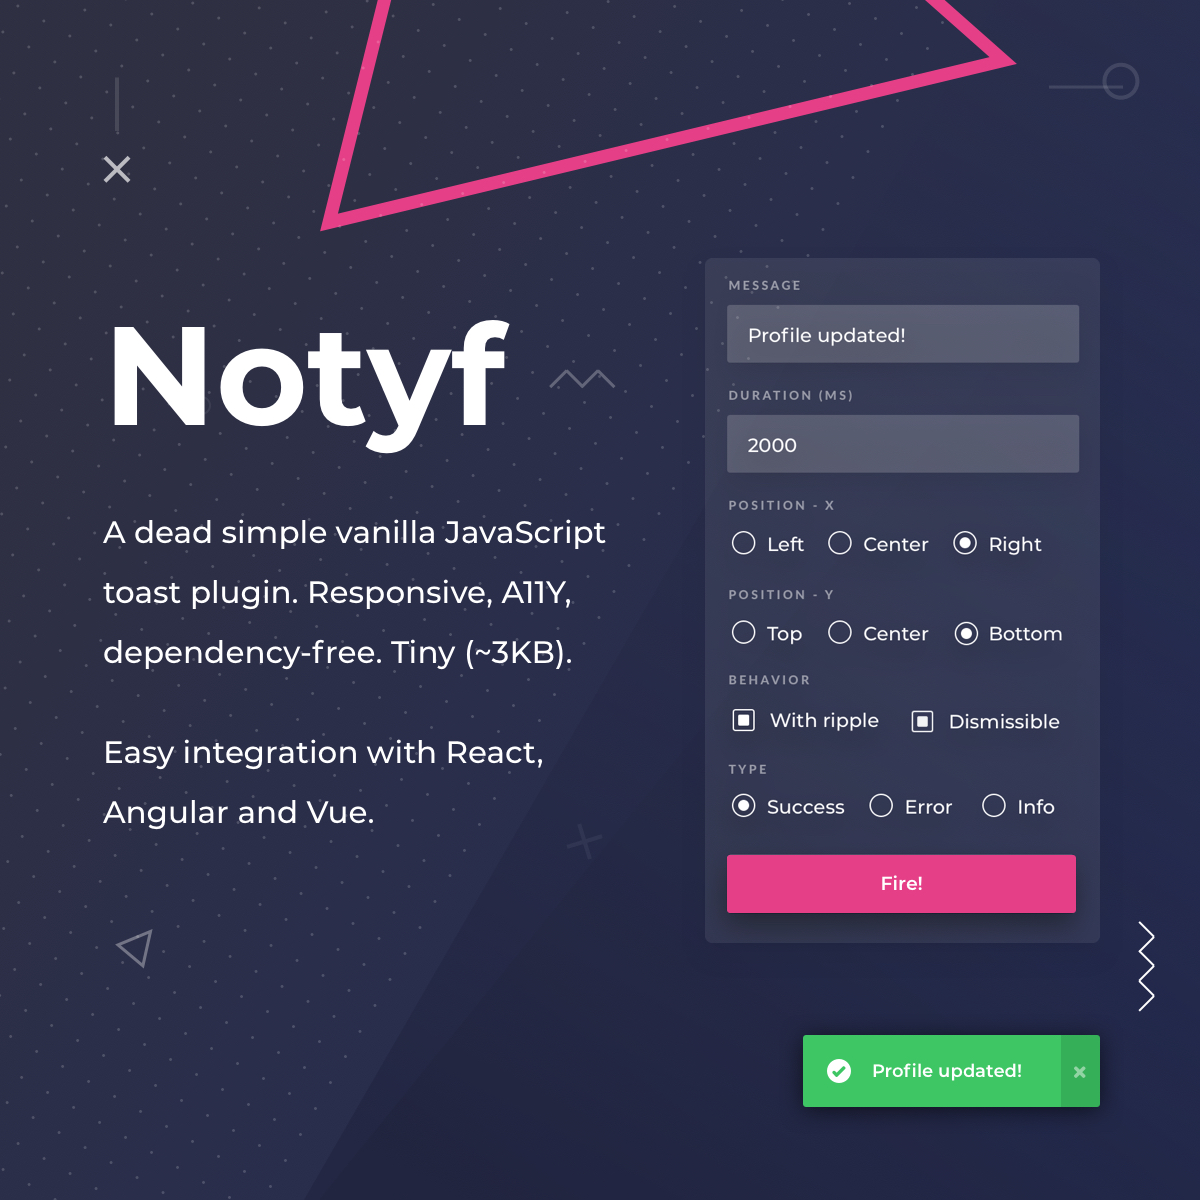 Notyf
A dead simple vanilla JavaScript
toast plugin. Responsive, A11Y,
dependency-free. Tiny (~3KB).
Easy integration with React,
Angular and Vue.
MESSAGE
Profile updated!
DURATION (MS)
2000
POSITION - X
Left Center Right
POSITION - Y
Top Center Bottom
BEHAVIOR
With ripple Dismissible
TYPE
Success Error Info
Fire!
Profile updated!